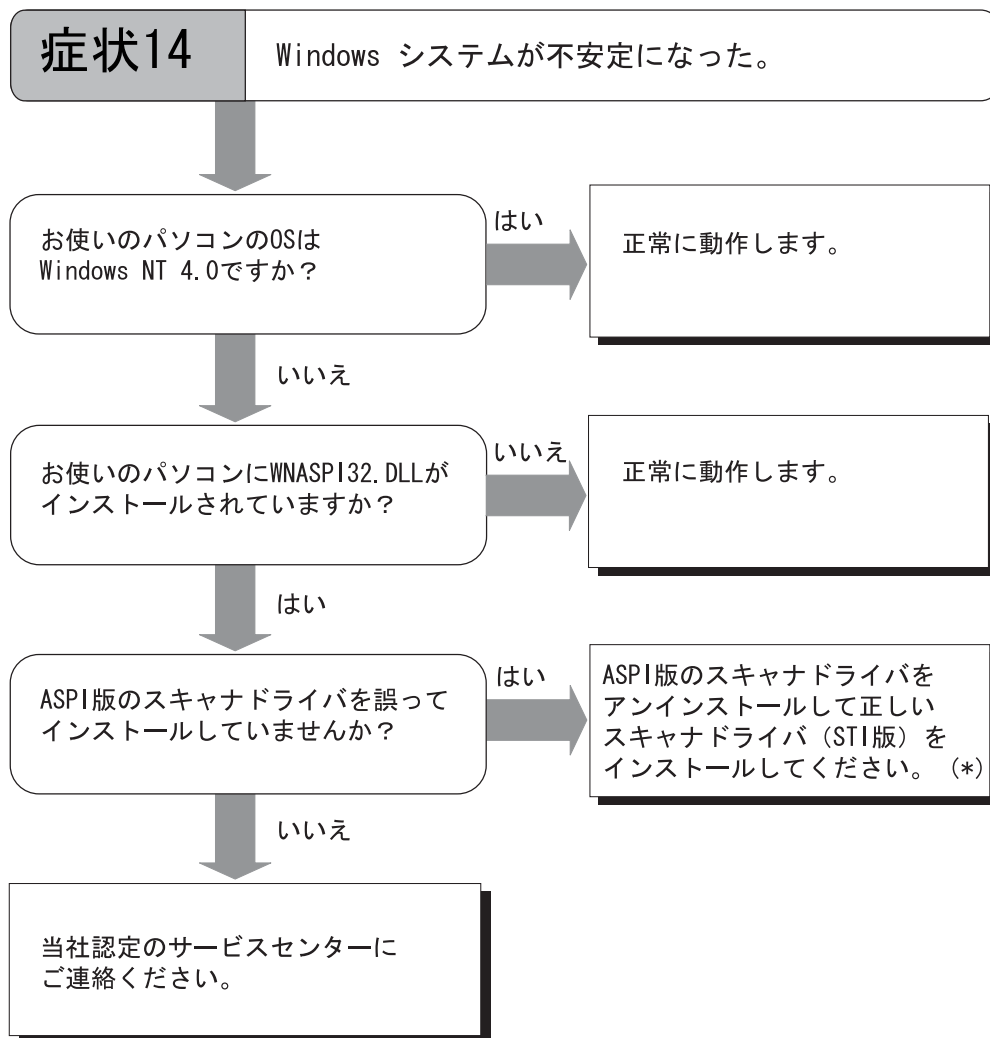 症状14
Windows システムが不安定になった。
お使いのパソコンのOSは
Windows NT 4.0ですか？
はい
正常に動作します。
いいえ
お使いのパソコンにWNASPI32.DLLが
インストールされていますか？
いいえ
正常に動作します。
はい
ASPI版のスキャナドライバを誤って
インストールしていませんか？
はい
ASPI版のスキャナドライバを
アンインストールして正しい
スキャナドライバ（STI版）を
インストールしてください。 (*)
いいえ
当社認定のサービスセンターに
ご連絡ください。